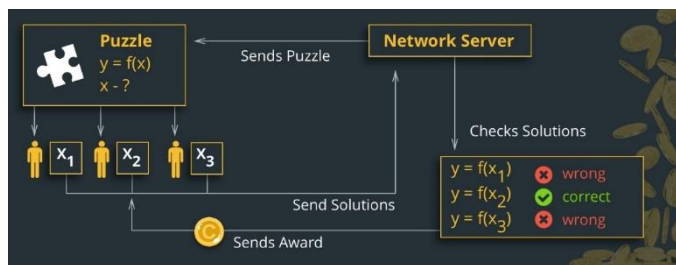 Puzzle
y = f(x)
x - ?
Sends Puzzle
Network Server
X1
X2
X3
Checks Solutions
Send Solutions
y = f(x1) wrong
y = f(x2) correct
y = f(x3) wrong
C
Sends Award